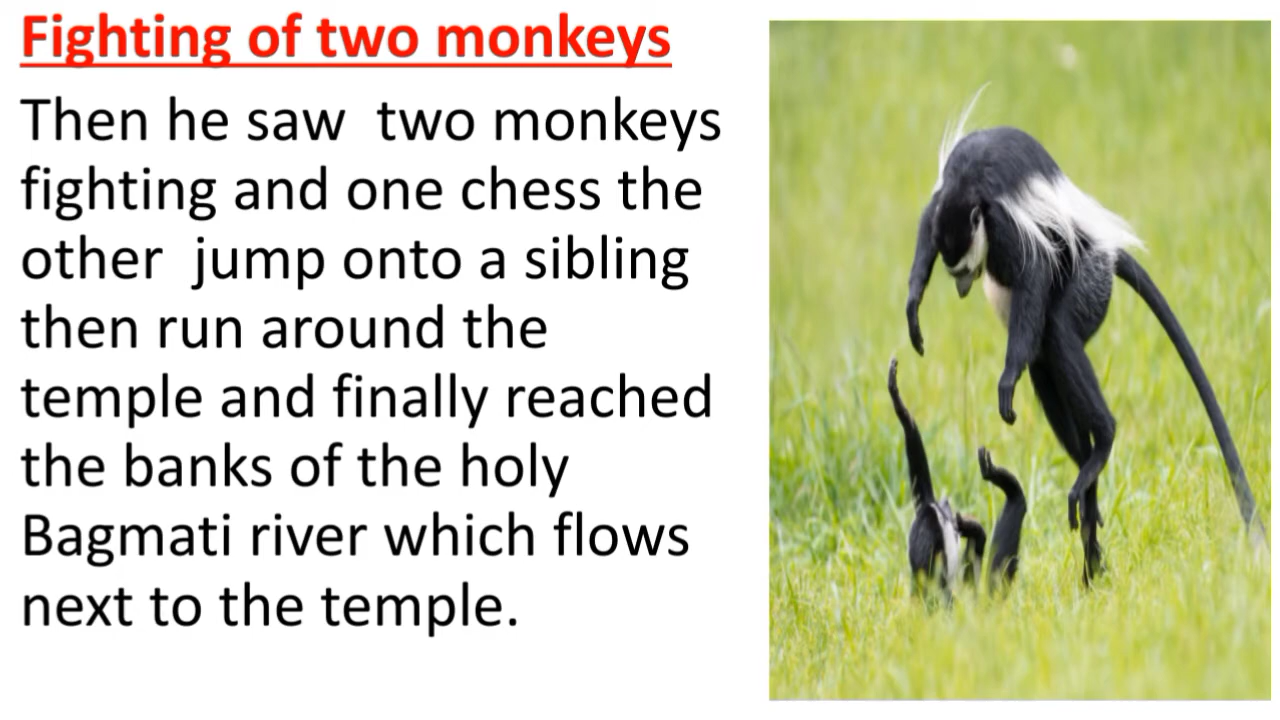 Fighting of two monkeys
Then he saw  two monkeys
fighting and one chess the
other  jump onto a sibling
then run around the
temple and finally reached
the banks of the holy
Bagmati river which flows
next to the temple.